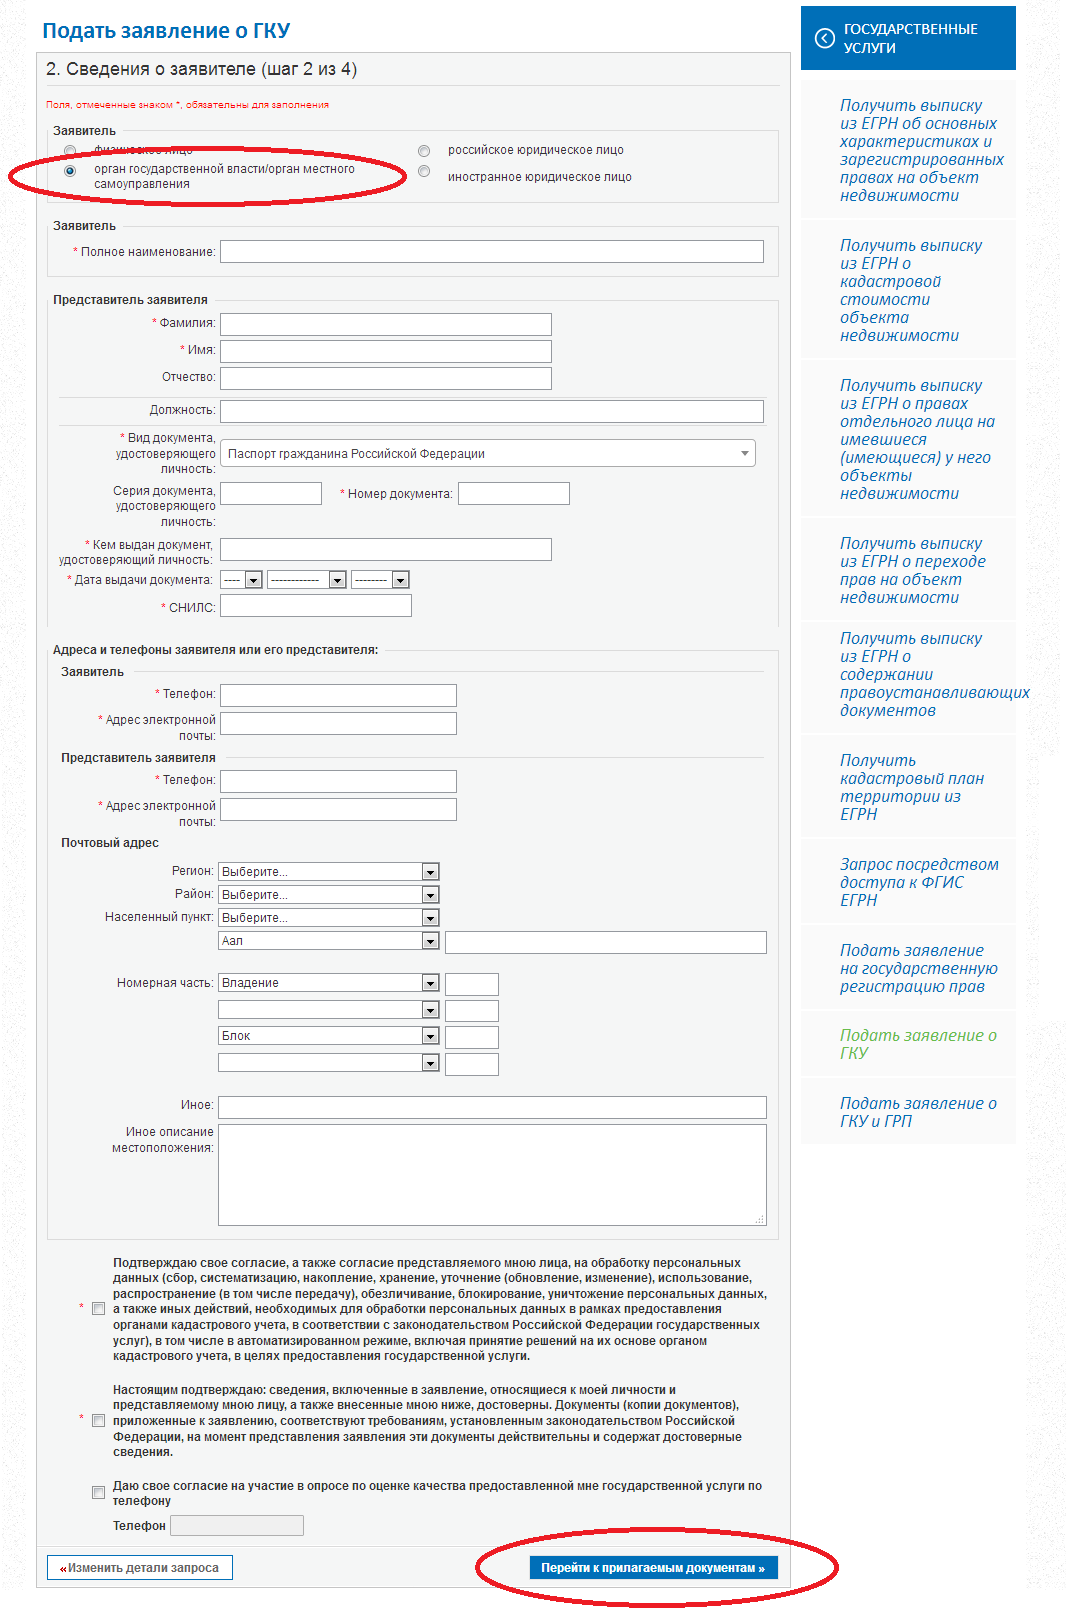 Подать заявление о ГКУ
2. Сведения о заявителе (шаг 2 из 4)
Поля, отмеченные знаком *, обязательны для заполнения
Заявитель
физическое лицо
российское юридическое лицо
орган государственной власти/орган местного
самоуправления
иностранное юридическое лицо
Заявитель
* Полное наименование:
Представитель заявителя
* Фамилия:
* Имя:
Отчество:
Должность:
* Вид документа,
удостоверяющего
личность:
Паспорт гражданина Российской Федерации
Серия документа,
удостоверяющего
личность:
* Номер документа:
* Кем выдан документ,
удостоверяющий личность:
* Дата выдачи документа: ---- ------------ --------
* СНИЛС:
Адреса и телефоны заявителя или его представителя:
Заявитель
* Телефон:
* Адрес электронной
почты:
Представитель заявителя
* Телефон:
* Адрес электронной
почты:
Почтовый адрес
Регион: Выберите...
Район: Выберите...
Населенный пункт: Выберите...
Аал
Номерная часть: Владение
Блок
Иное:
Иное описание
местоположения:
Подтверждаю свое согласие, а также согласие представляемого мною лица, на обработку персональных
данных (сбор, систематизацию, накопление, хранение, уточнение (обновление, изменение), использование,
распространение (в том числе передачу), обезличивание, блокирование, уничтожение персональных данных,
* а также иных действий, необходимых для обработки персональных данных в рамках предоставления
органами кадастрового учета, в соответствии с законодательством Российской Федерации государственных
услуг), в том числе в автоматизированном режиме, включая принятие решений на их основе органом
кадастрового учета, в целях предоставления государственной услуги.
Настоящим подтверждаю: сведения, включенные в заявление, относящиеся к моей личности и
представляемому мною лицу, а также внесенные мною ниже, достоверны. Документы (копии документов),
* приложенные к заявлению, соответствуют требованиям, установленным законодательством Российской
Федерации, на момент представления заявления эти документы действительны и содержат достоверные
сведения.
Даю свое согласие на участие в опросе по оценке качества предоставленной мне государственной услуги по
телефону
Телефон
«Изменить детали запроса
Перейти к прилагаемым документам »
ГОСУДАРСТВЕННЫЕ
УСЛУГИ
Получить выписку
из ЕГРН об основных
характеристиках и
зарегистрированных
правах на объект
недвижимости
Получить выписку
из ЕГРН о
кадастровой
стоимости
объекта
недвижимости
Получить выписку
из ЕГРН о правах
отдельного лица на
имевшиеся
(имеющиеся) у него
объекты
недвижимости
Получить выписку
из ЕГРН о переходе
прав на объект
недвижимости
Получить выписку
из ЕГРН о
содержании
правоустанавливающих
документов
Получить
кадастровый план
территории из
ЕГРН
Запрос посредством
доступа к ФГИС
ЕГРН
Подать заявление
на государственную
регистрацию прав
Подать заявление о
ГКУ
Подать заявление о
ГКУ и ГРП